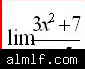 lim 3x² + 7
almlf.com